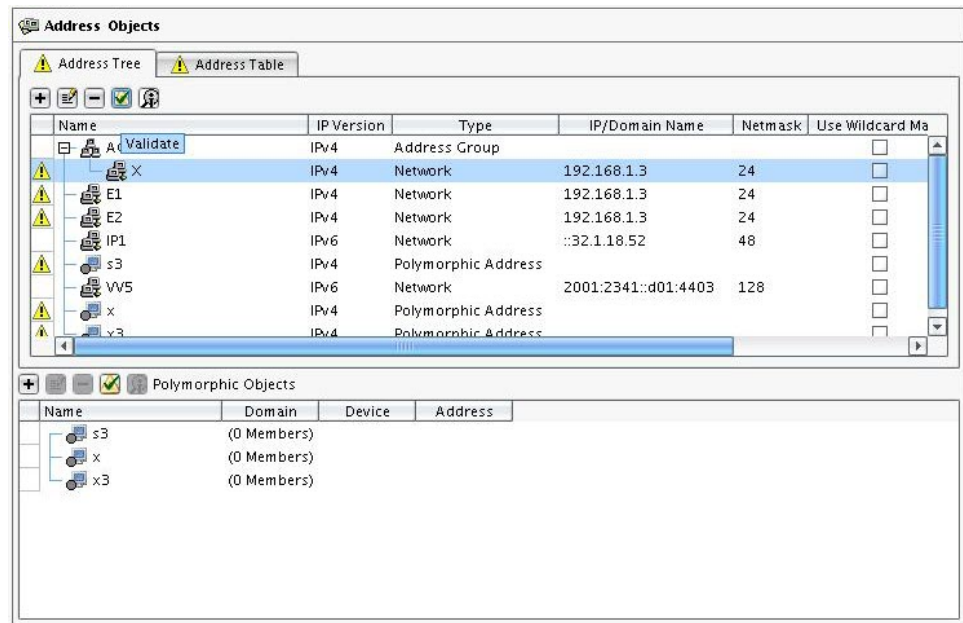 Address Objects
Address Tree Address Table
Name IP Version Type IP/Domain Name Netmask Use Wildcard Ma
Validate IPv4 Address Group
X IPv4 Network 192.168.1.3 24
E1 IPv4 Network 192.168.1.3 24
E2 IPv4 Network 192.168.1.3 24
IP1 IPv6 Network ::32.1.18.52 48
s3 IPv4 Polymorphic Address
VV5 IPv6 Network 2001:2341::d01:4403 128
x IPv4 Polymorphic Address
x3 IPv4 Polymorphic Address
Polymorphic Objects
Name Domain Device Address
s3 (0 Members)
x (0 Members)
x3 (0 Members)